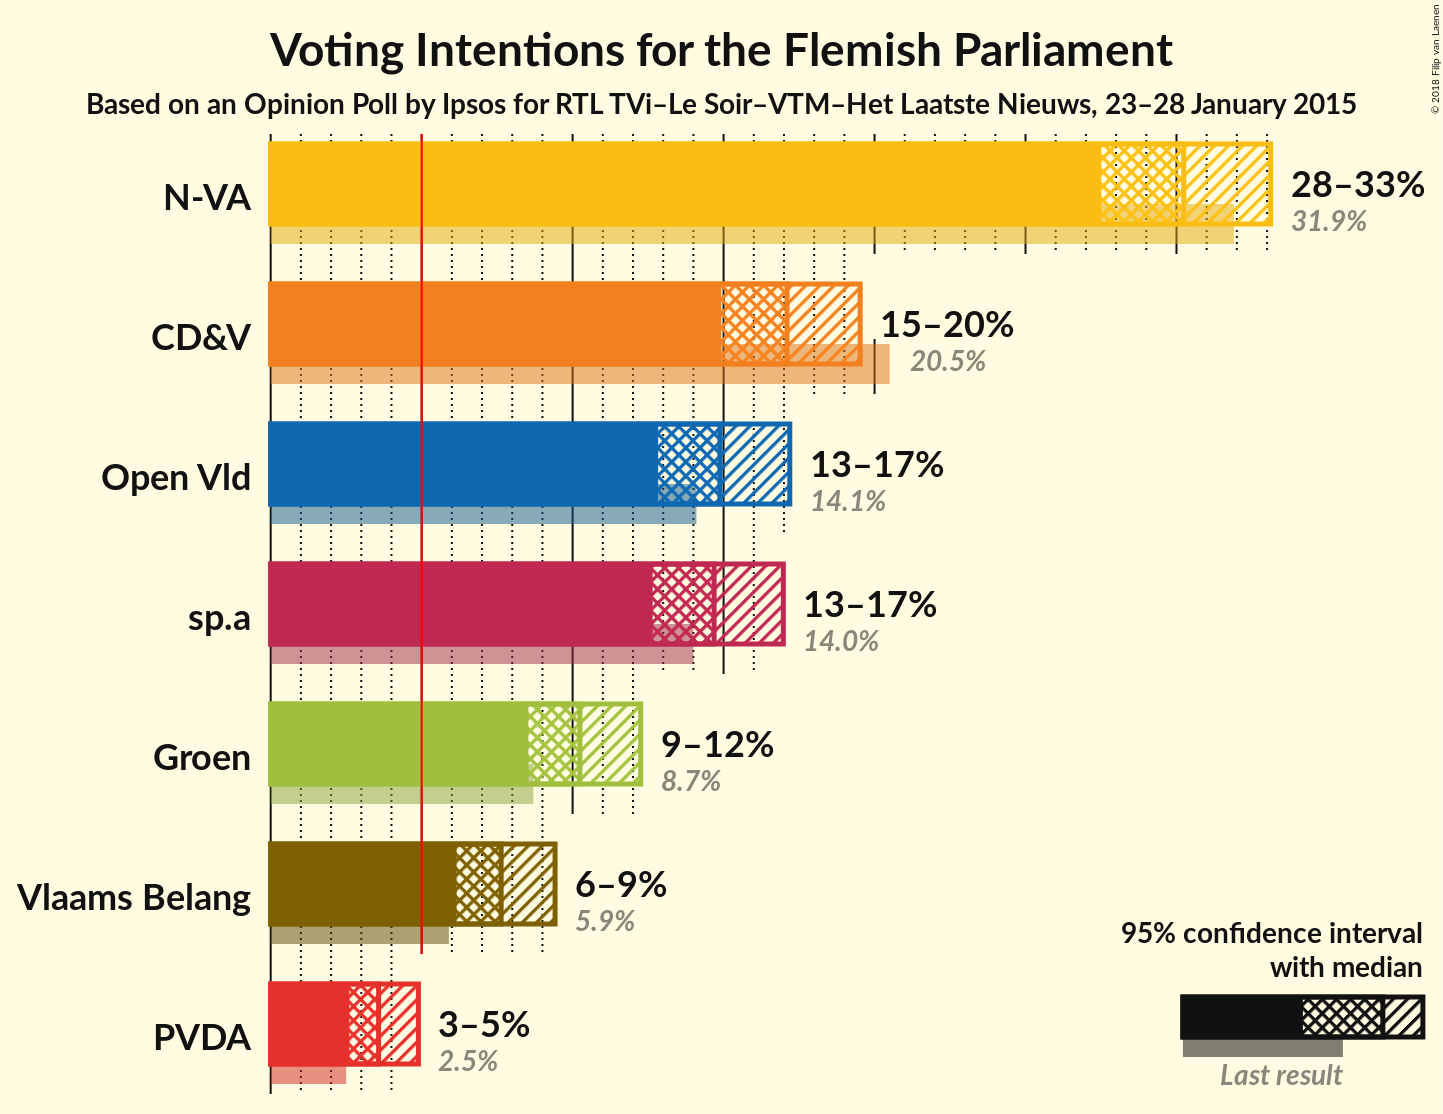 Voting Intentions for the Flemish Parliament
Based on an Opinion Poll by Ipsos for RTL TVi–Le Soir–VTM–Het Laatste Nieuws, 23–28 January 2015
© 2018 Filip van Laenen
N-VA
28–33%
31.9%
CD&V
15–20%
20.5%
Open Vld
13–17%
14.1%
sp.a
13–17%
14.0%
Groen
9–12%
8.7%
Vlaams Belang
6–9%
5.9%
PVDA
3–5%
2.5%
95% confidence interval
with median
Last result